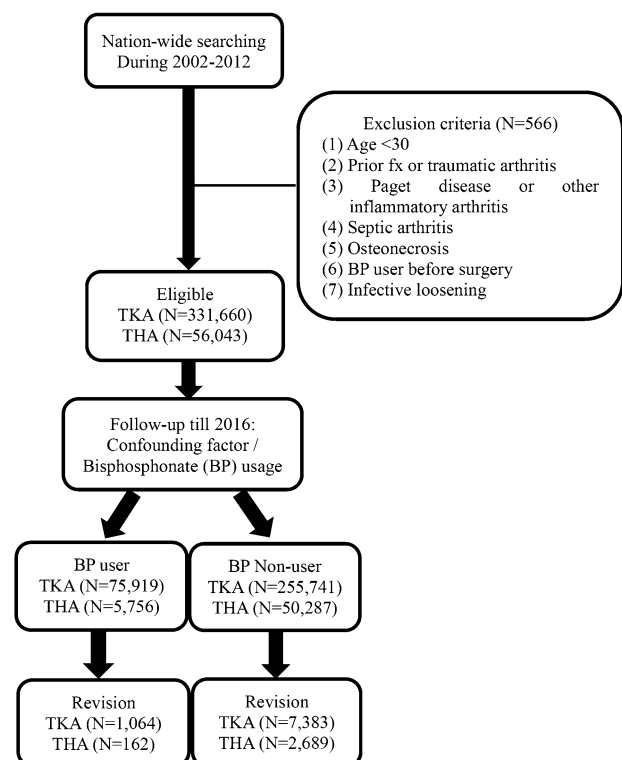 Nation-wide searching
During 2002-2012
Exclusion criteria (N=566)
(1) Age <30
(2) Prior fx or traumatic arthritis
(3) Paget disease or other
inflammatory arthritis
(4) Septic arthritis
(5) Osteonecrosis
(6) BP user before surgery
(7) Infective loosening
Eligible
TKA (N=331,660)
THA (N=56,043)
Follow-up till 2016:
Confounding factor /
Bisphosphonate (BP) usage
BP user
TKA (N=75,919)
THA (N=5,756)
BP Non-user
TKA (N=255,741)
THA (N=50,287)
Revision
TKA (N=1,064)
THA (N=162)
Revision
TKA (N=7,383)
THA (N=2,689)